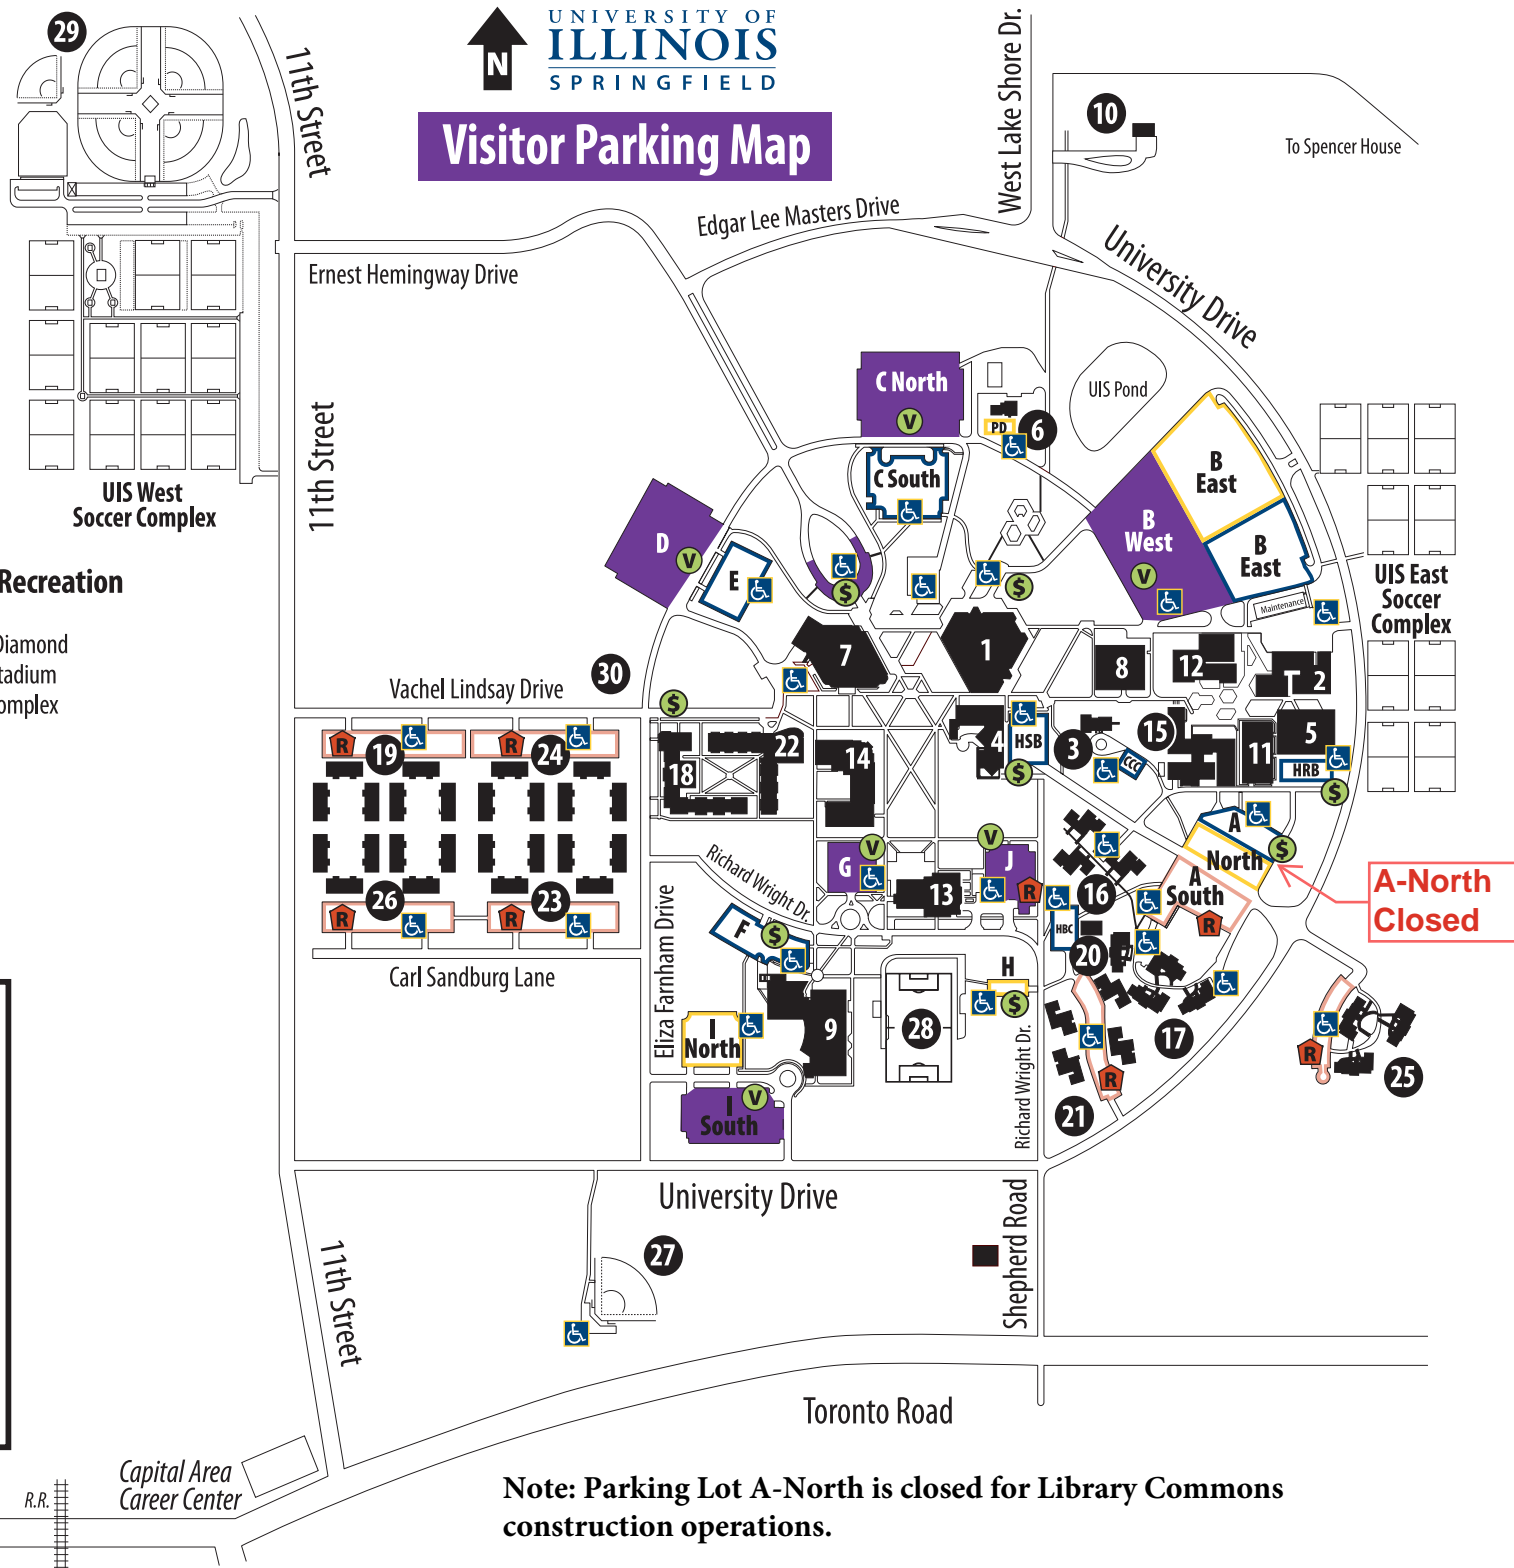 29
N
UNIVERSITY OF
ILLINOIS
SPRINGFIELD
Visitor Parking Map
11th Street
West Lake Shore Dr.
10
To Spencer House
Edgar Lee Masters Drive
University Drive
Ernest Hemingway Drive
UIS Pond
C North
V
PD
6
11th Street
UIS West
Soccer Complex
C South
B
East
B
West
V
B
East
D
V
E
$
$
Maintenance
UIS East
Soccer
Complex
Recreation
Diamond
tadium
omplex
30
Vachel Lindsay Drive
$
7
1
8
12
2
R
19
R
24
18
22
14
4
HSB
$
3
CCC
15
11
5
HRB
$
A
North
$
A
South
R
A-North
Closed
Richard Wright Dr.
G
V
13
V
J
R
16
HBC
20
R
26
R
23
Carl Sandburg Lane
Eliza Farnham Drive
F
$
H
$
I
North
9
28
Richard Wright Dr.
17
R
21
R
25
I
South
V
University Drive
Shepherd Road
27
11th Street
Toronto Road
Capital Area
Career Center
R.R.
Note: Parking Lot A-North is closed for Library Commons
construction operations.